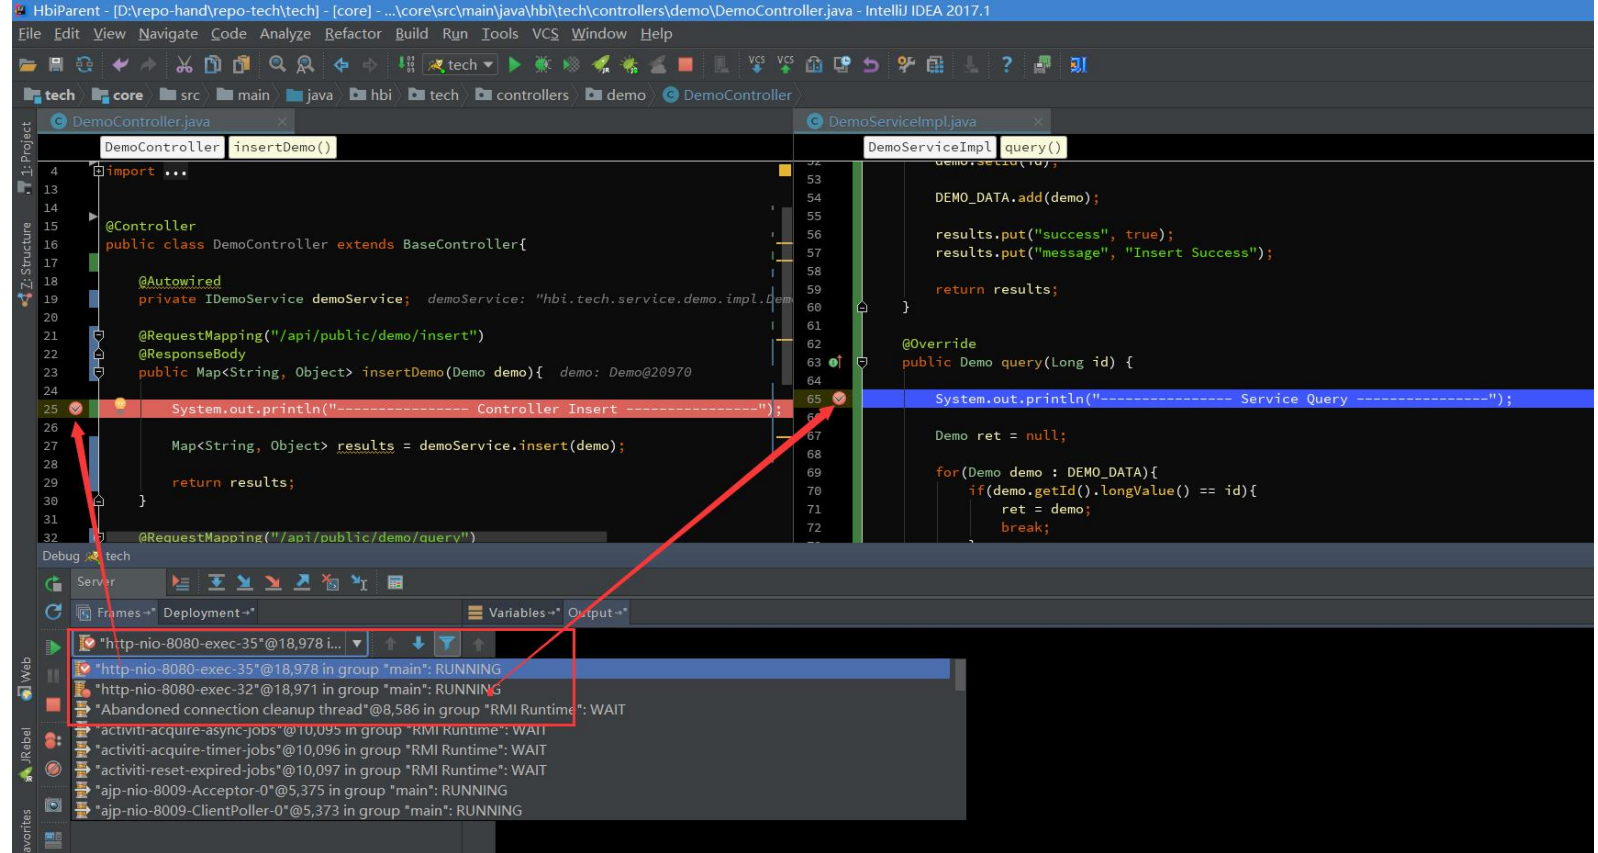 HbiParent - [D:\repo-hand\repo-tech\tech] - [core] - ...\core\src\main\java\hbi\tech\controllers\demo\DemoController.java - IntelliJ IDEA 2017.1
File Edit View Navigate Code Analyze Refactor Build Run Tools VCS Window Help
tech
tech core src main java hbi tech controllers demo DemoController
DemoController.java
DemoController insertDemo()
4 import ...
13
14
15 @Controller
16 public class DemoController extends BaseController{
17
18 @Autowired
19 private IDemoService demoService; demoService: "hbi.tech.service.demo.impl.Dem
20
21 @RequestMapping("/api/public/demo/insert")
22 @ResponseBody
23 public Map<String, Object> insertDemo(Demo demo){ demo: Demo@20970
24
25 System.out.println("---------------- Controller Insert ----------------");
26
27 Map<String, Object> results = demoService.insert(demo);
28
29 return results;
30 }
31
32 @RequestMapping("/api/public/demo/query")
DemoServiceImpl.java
DemoServiceImpl query()
52 demo.setId(id);
53
54 DEMO_DATA.add(demo);
55
56 results.put("success", true);
57 results.put("message", "Insert Success");
58
59 return results;
60 }
61
62 @Override
63 public Demo query(Long id) {
64
65 System.out.println("---------------- Service Query ----------------");
66
67 Demo ret = null;
68
69 for(Demo demo : DEMO_DATA){
70 if(demo.getId().longValue() == id){
71 ret = demo;
72 break;
1: Project
Z: Structure
Web
JRebel
avorites
Debug tech
Server
Frames Deployment Variables Output
"http-nio-8080-exec-35"@18,978 i...
"http-nio-8080-exec-35"@18,978 in group "main": RUNNING
"http-nio-8080-exec-32"@18,971 in group "main": RUNNING
"Abandoned connection cleanup thread"@8,586 in group "RMI Runtime": WAIT
"activiti-acquire-async-jobs"@10,095 in group "RMI Runtime": WAIT
"activiti-acquire-timer-jobs"@10,096 in group "RMI Runtime": WAIT
"activiti-reset-expired-jobs"@10,097 in group "RMI Runtime": WAIT
"ajp-nio-8009-Acceptor-0"@5,375 in group "main": RUNNING
"ajp-nio-8009-ClientPoller-0"@5,373 in group "main": RUNNING